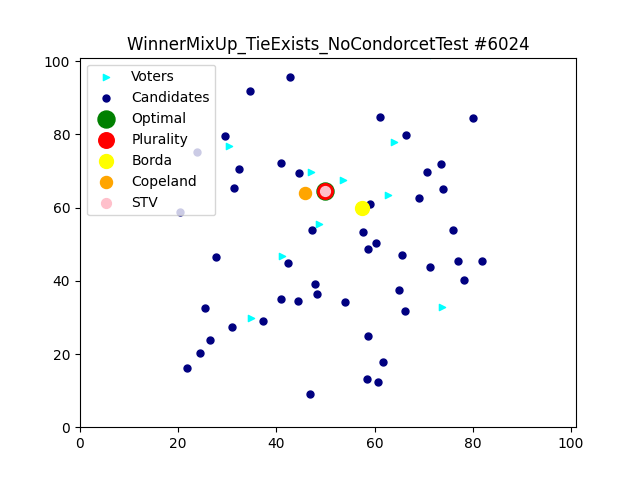 WinnerMixUp_TieExists_NoCondorcetTest #6024
100
80
60
40
20
0
Voters
Candidates
Optimal
Plurality
Borda
Copeland
STV
0 20 40 60 80 100